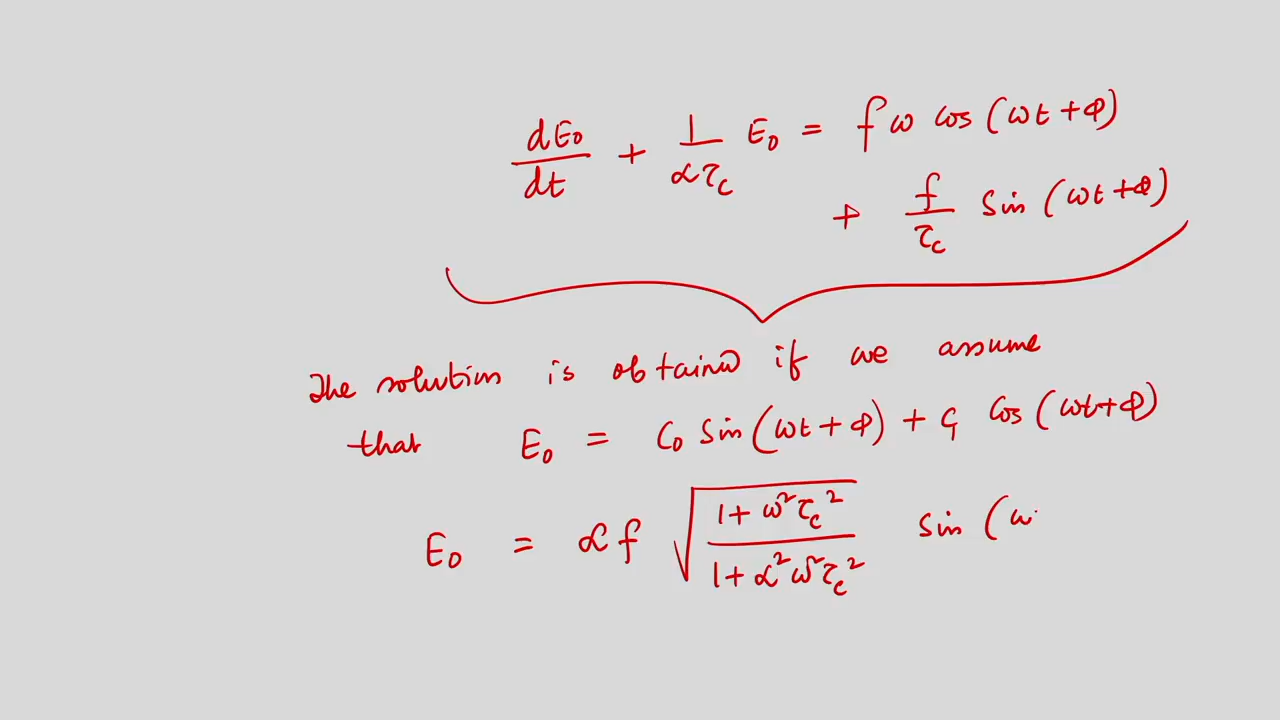 dE₀/dt + 1/ατ_c E₀ = fω cos(ωt+φ)
+ f/τ_c sin(ωt+φ)
The solution is obtained if we assume
that E₀ = C₀ sin(ωt+φ) + C₁ cos(ωt+φ)
E₀ = αf √((1+ω²τ_c²)/(1+α²ω²τ_c²)) sin(ω